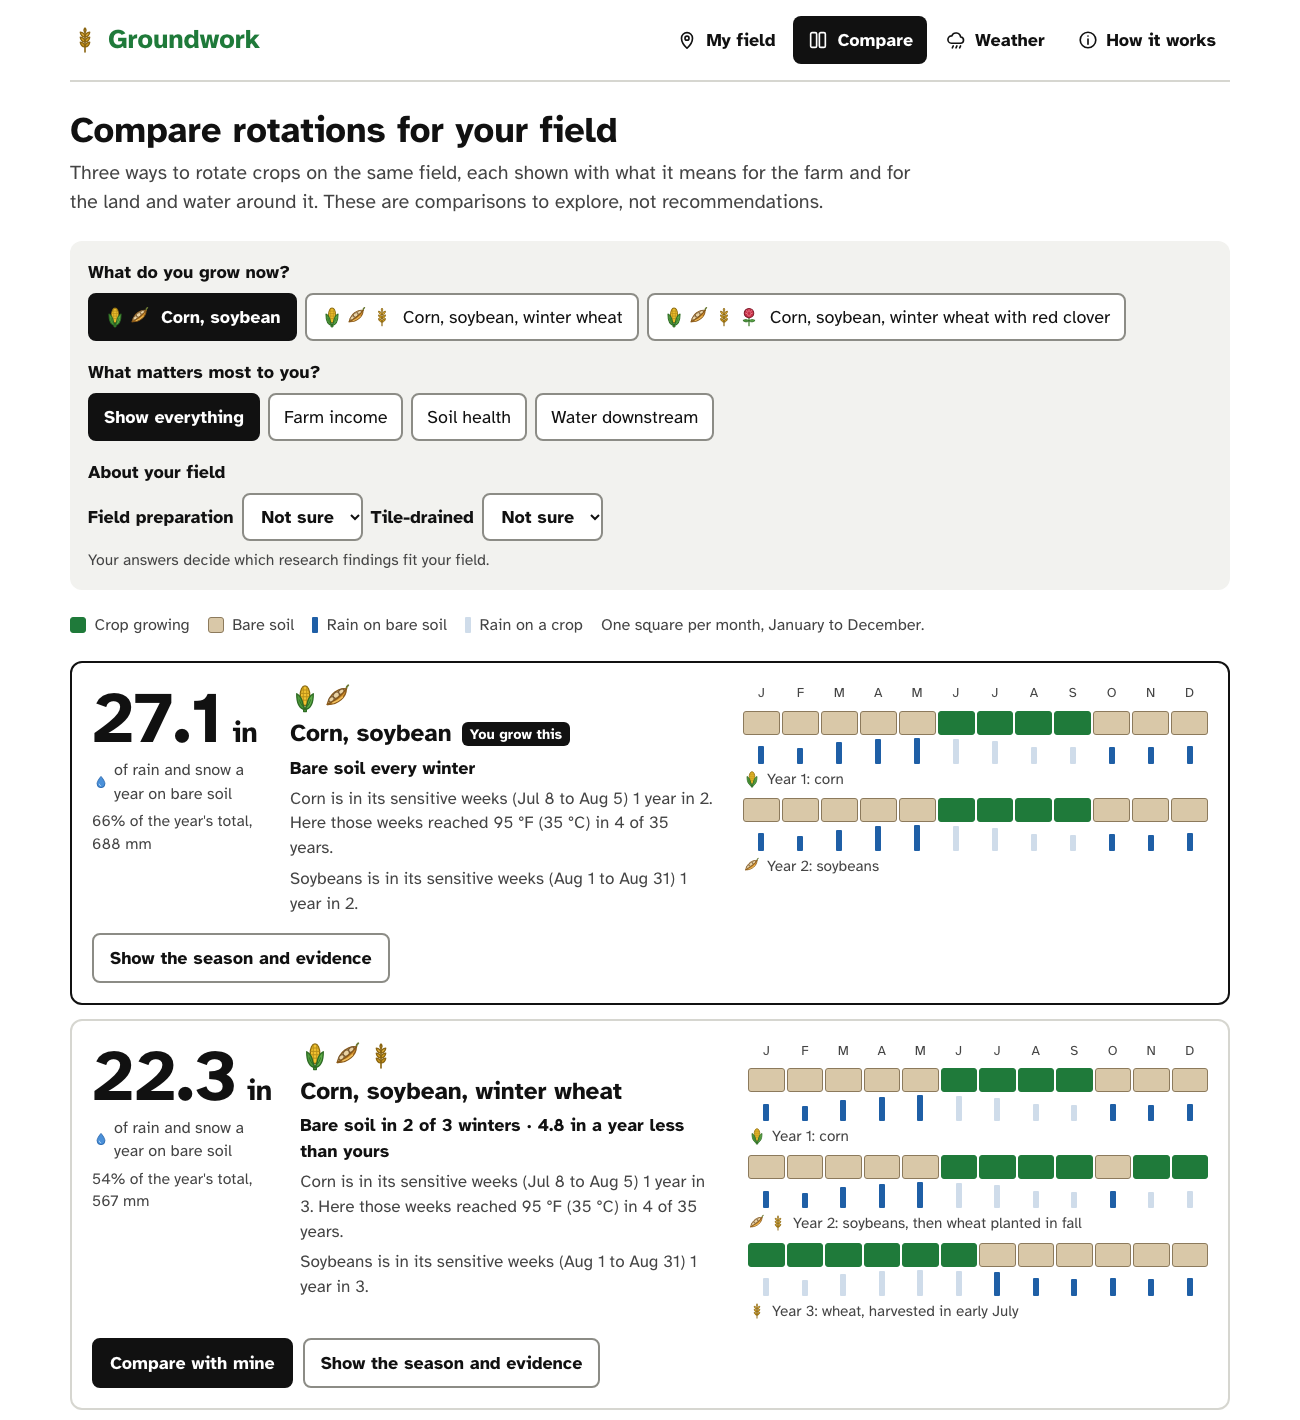 Groundwork
My field
Compare
Weather
How it works
Compare rotations for your field
Three ways to rotate crops on the same field, each shown with what it means for the farm and for
the land and water around it. These are comparisons to explore, not recommendations.
What do you grow now?
Corn, soybean
Corn, soybean, winter wheat
Corn, soybean, winter wheat with red clover
What matters most to you?
Show everything
Farm income
Soil health
Water downstream
About your field
Field preparation
Not sure
Tile-drained
Not sure
Your answers decide which research findings fit your field.
Crop growing
Bare soil
Rain on bare soil
Rain on a crop
One square per month, January to December.
27.1 in
of rain and snow a
year on bare soil
66% of the year's total,
688 mm
Corn, soybean
You grow this
Bare soil every winter
Corn is in its sensitive weeks (Jul 8 to Aug 5) 1 year in 2.
Here those weeks reached 95 °F (35 °C) in 4 of 35
years.
Soybeans is in its sensitive weeks (Aug 1 to Aug 31) 1
year in 2.
J F M A M J J A S O N D
Year 1: corn
Year 2: soybeans
Show the season and evidence
22.3 in
of rain and snow a
year on bare soil
54% of the year's total,
567 mm
Corn, soybean, winter wheat
Bare soil in 2 of 3 winters · 4.8 in a year less
than yours
Corn is in its sensitive weeks (Jul 8 to Aug 5) 1 year in
3. Here those weeks reached 95 °F (35 °C) in 4 of 35
years.
Soybeans is in its sensitive weeks (Aug 1 to Aug 31) 1
year in 3.
J F M A M J J A S O N D
Year 1: corn
Year 2: soybeans, then wheat planted in fall
Year 3: wheat, harvested in early July
Compare with mine
Show the season and evidence